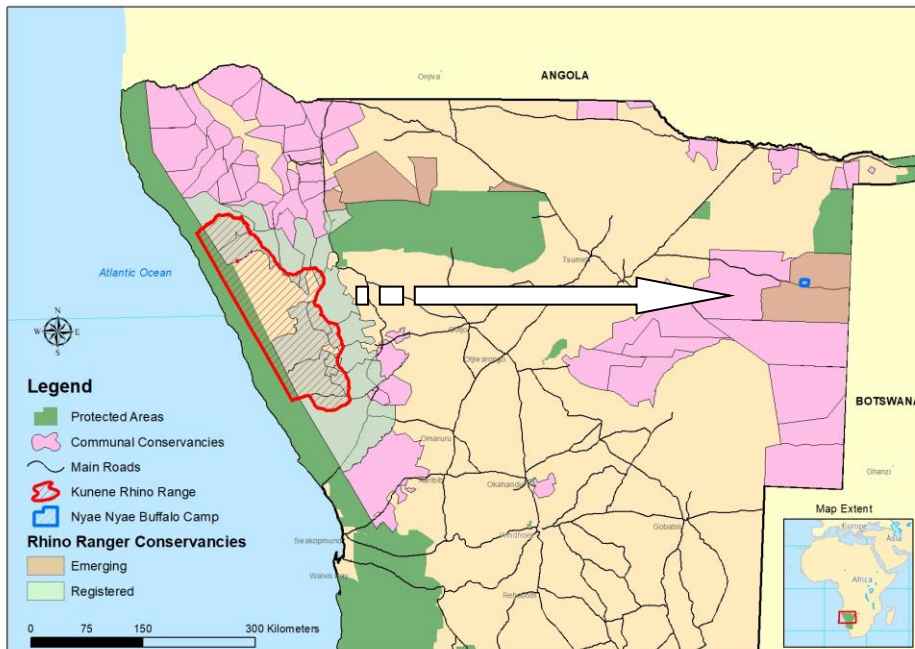 Onjiva
ANGOLA
Atlantic Ocean
Tsumeb
Outjo
Otjiwarongo
N
W E
S
Legend
Protected Areas
Communal Conservancies
Main Roads
Kunene Rhino Range
Nyae Nyae Buffalo Camp
Rhino Ranger Conservancies
Emerging
Registered
0 75 150 300 Kilometers
BOTSWANA
Ghanzi
Omaruru
Karibib
Okahandja
Swakopmund
Windhoek
Gobabis
Walvis Bay
Rehoboth
Map Extent
Europe
Asia
Africa